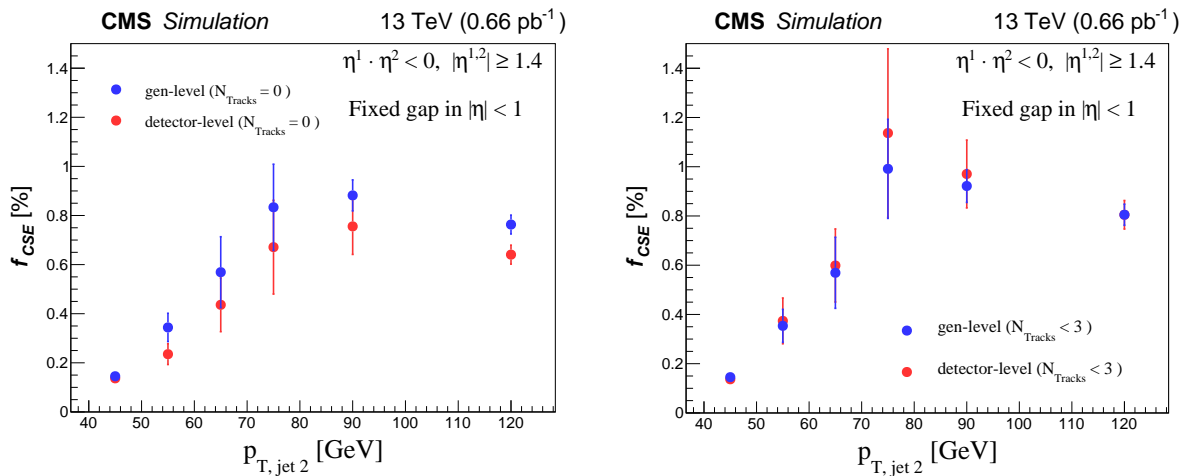 CMS Simulation 13 TeV (0.66 pb⁻¹)
η¹ · η² < 0, |η¹,²| ≥ 1.4
Fixed gap in |η| < 1
gen-level (N_Tracks = 0 )
detector-level (N_Tracks = 0 )
f_CSE [%]
1.4
1.2
1
0.8
0.6
0.4
0.2
0
40 50 60 70 80 90 100 110 120
p_T, jet 2 [GeV]
CMS Simulation 13 TeV (0.66 pb⁻¹)
η¹ · η² < 0, |η¹,²| ≥ 1.4
Fixed gap in |η| < 1
f_CSE [%]
1.4
1.2
1
0.8
0.6
0.4
0.2
0
gen-level (N_Tracks < 3 )
detector-level (N_Tracks < 3 )
40 50 60 70 80 90 100 110 120
p_T, jet 2 [GeV]